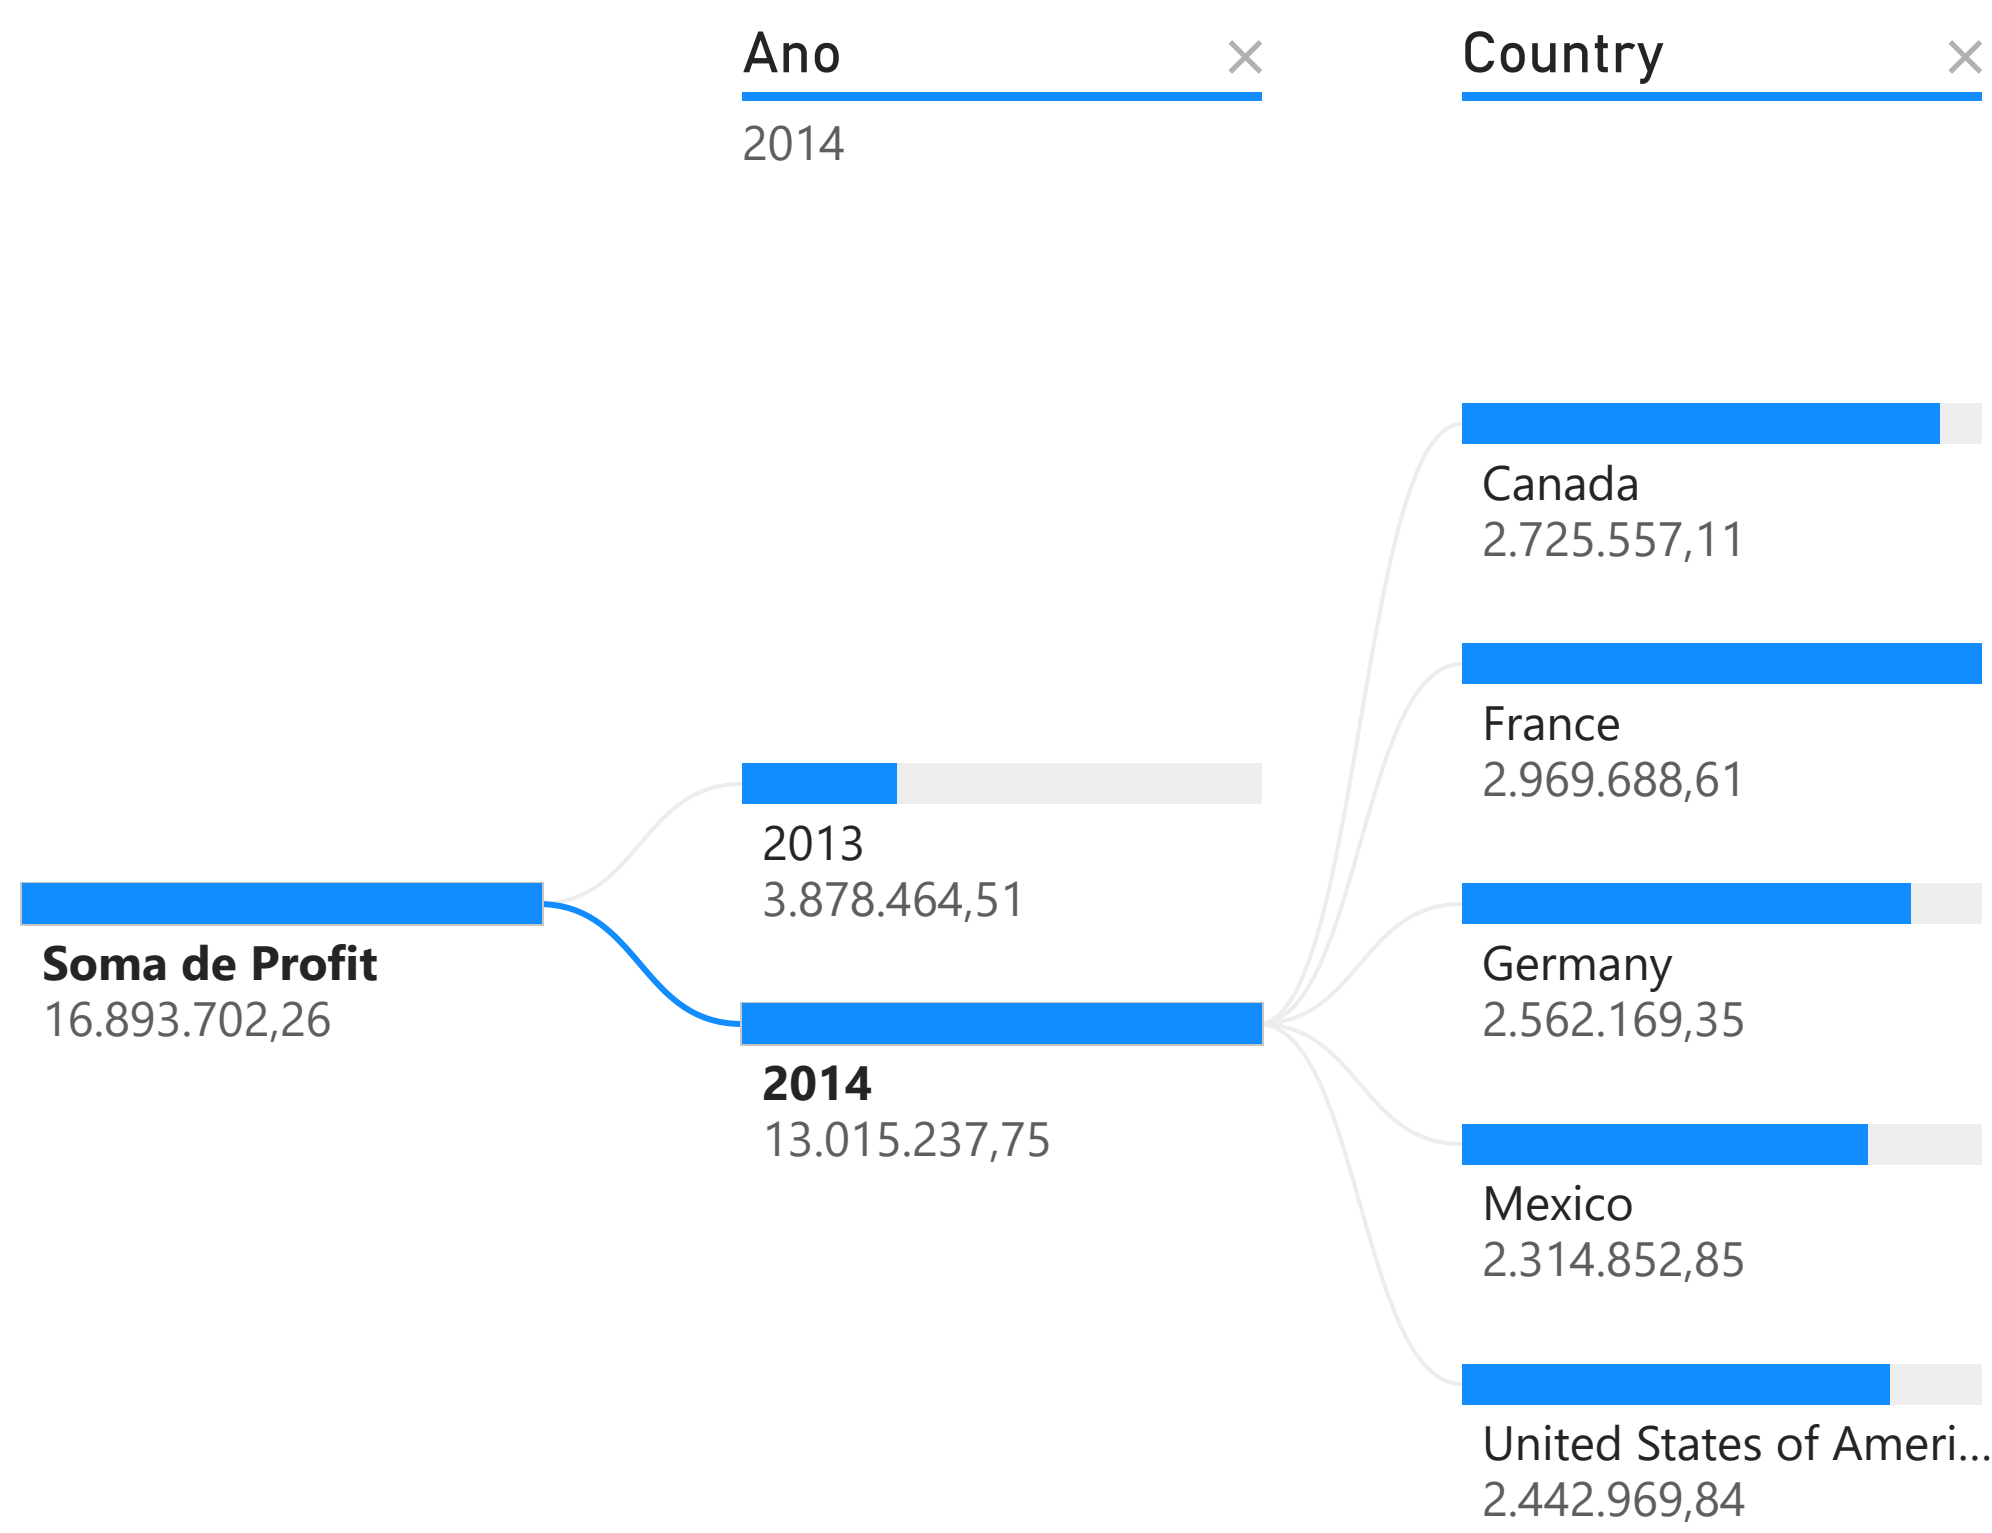 Ano
2014
Country
Soma de Profit
16.893.702,26
2013
3.878.464,51
2014
13.015.237,75
Canada
2.725.557,11
France
2.969.688,61
Germany
2.562.169,35
Mexico
2.314.852,85
United States of Ameri...
2.442.969,84